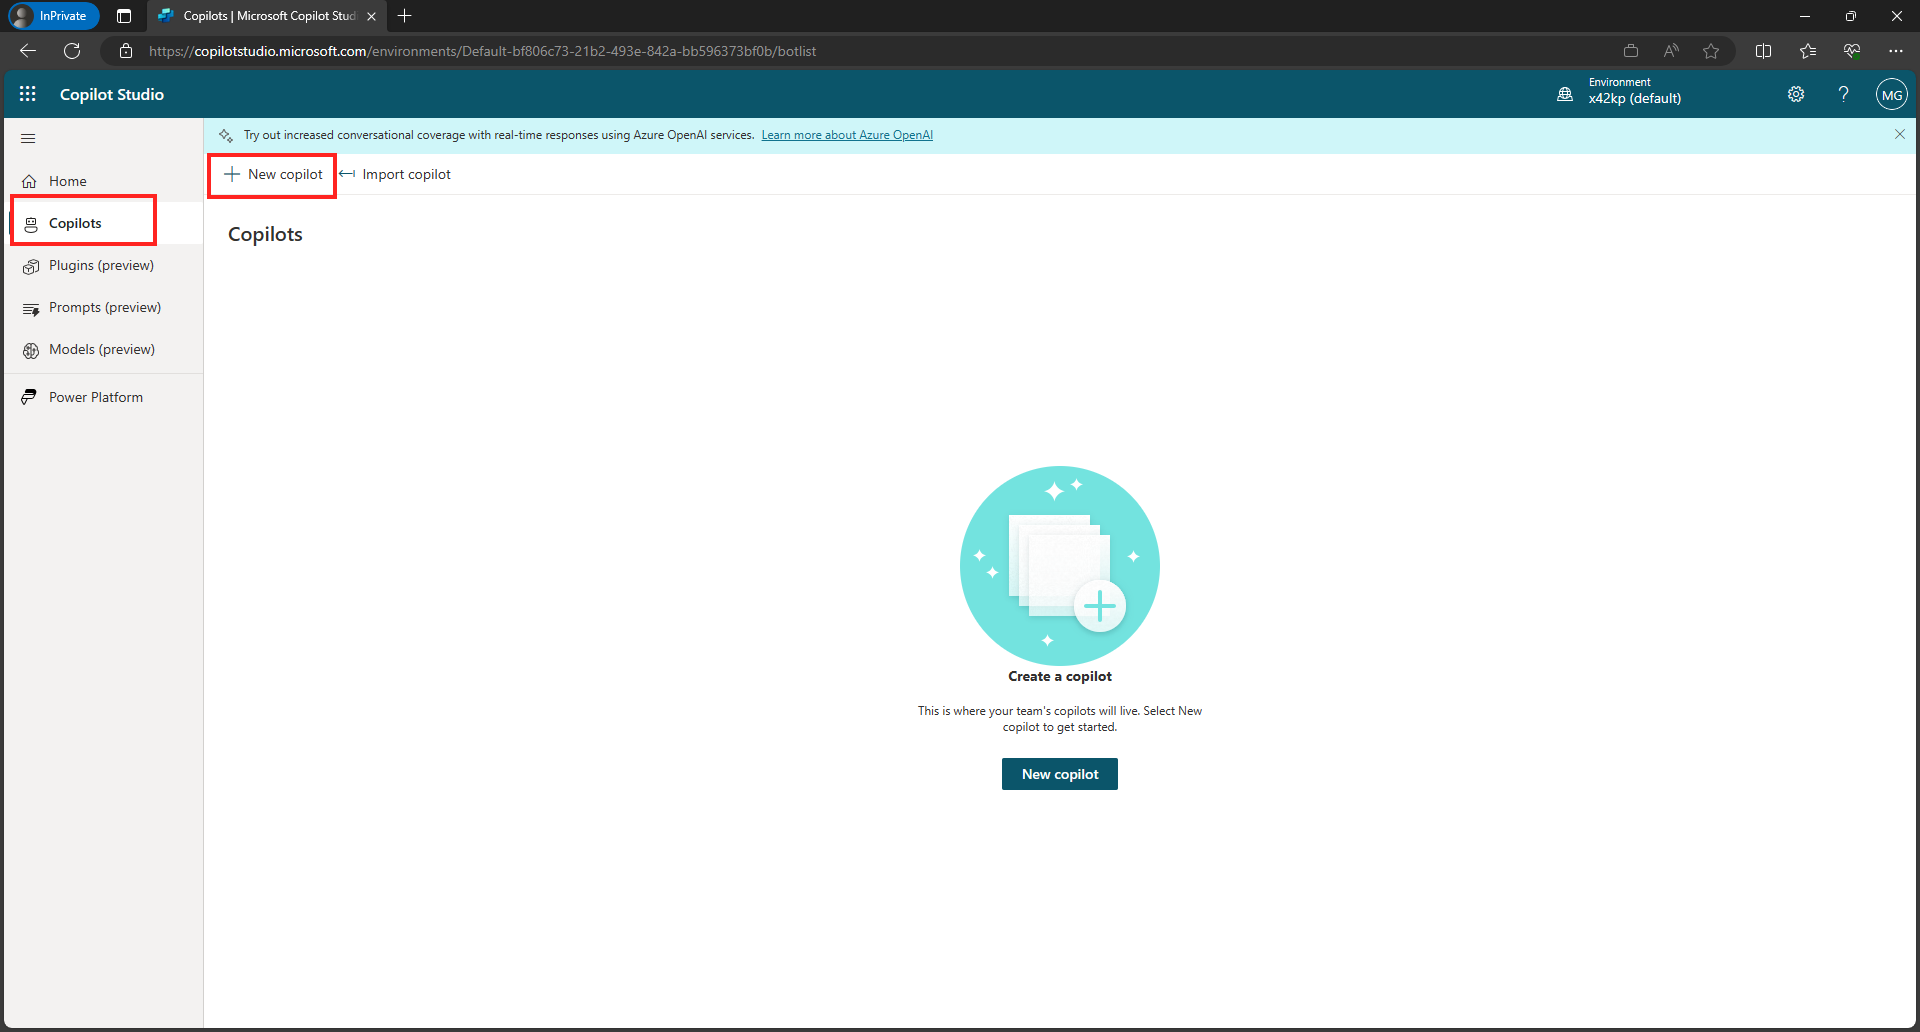 InPrivate
Copilots | Microsoft Copilot Stud
https://copilotstudio.microsoft.com/environments/Default-bf806c73-21b2-493e-842a-bb596373bf0b/botlist
Copilot Studio
Environment
x42kp (default)
?
MG
Try out increased conversational coverage with real-time responses using Azure OpenAI services. Learn more about Azure OpenAI
New copilot
Import copilot
Home
Copilots
Plugins (preview)
Prompts (preview)
Models (preview)
Power Platform
Copilots
Create a copilot
This is where your team's copilots will live. Select New
copilot to get started.
New copilot